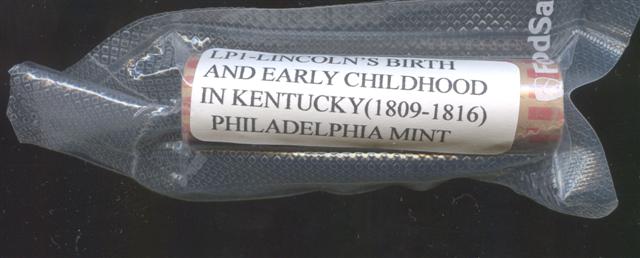 LP1-LINCOLN'S BIRTH
AND EARLY CHILDHOOD
IN KENTUCKY(1809-1816)
PHILADELPHIA MINT